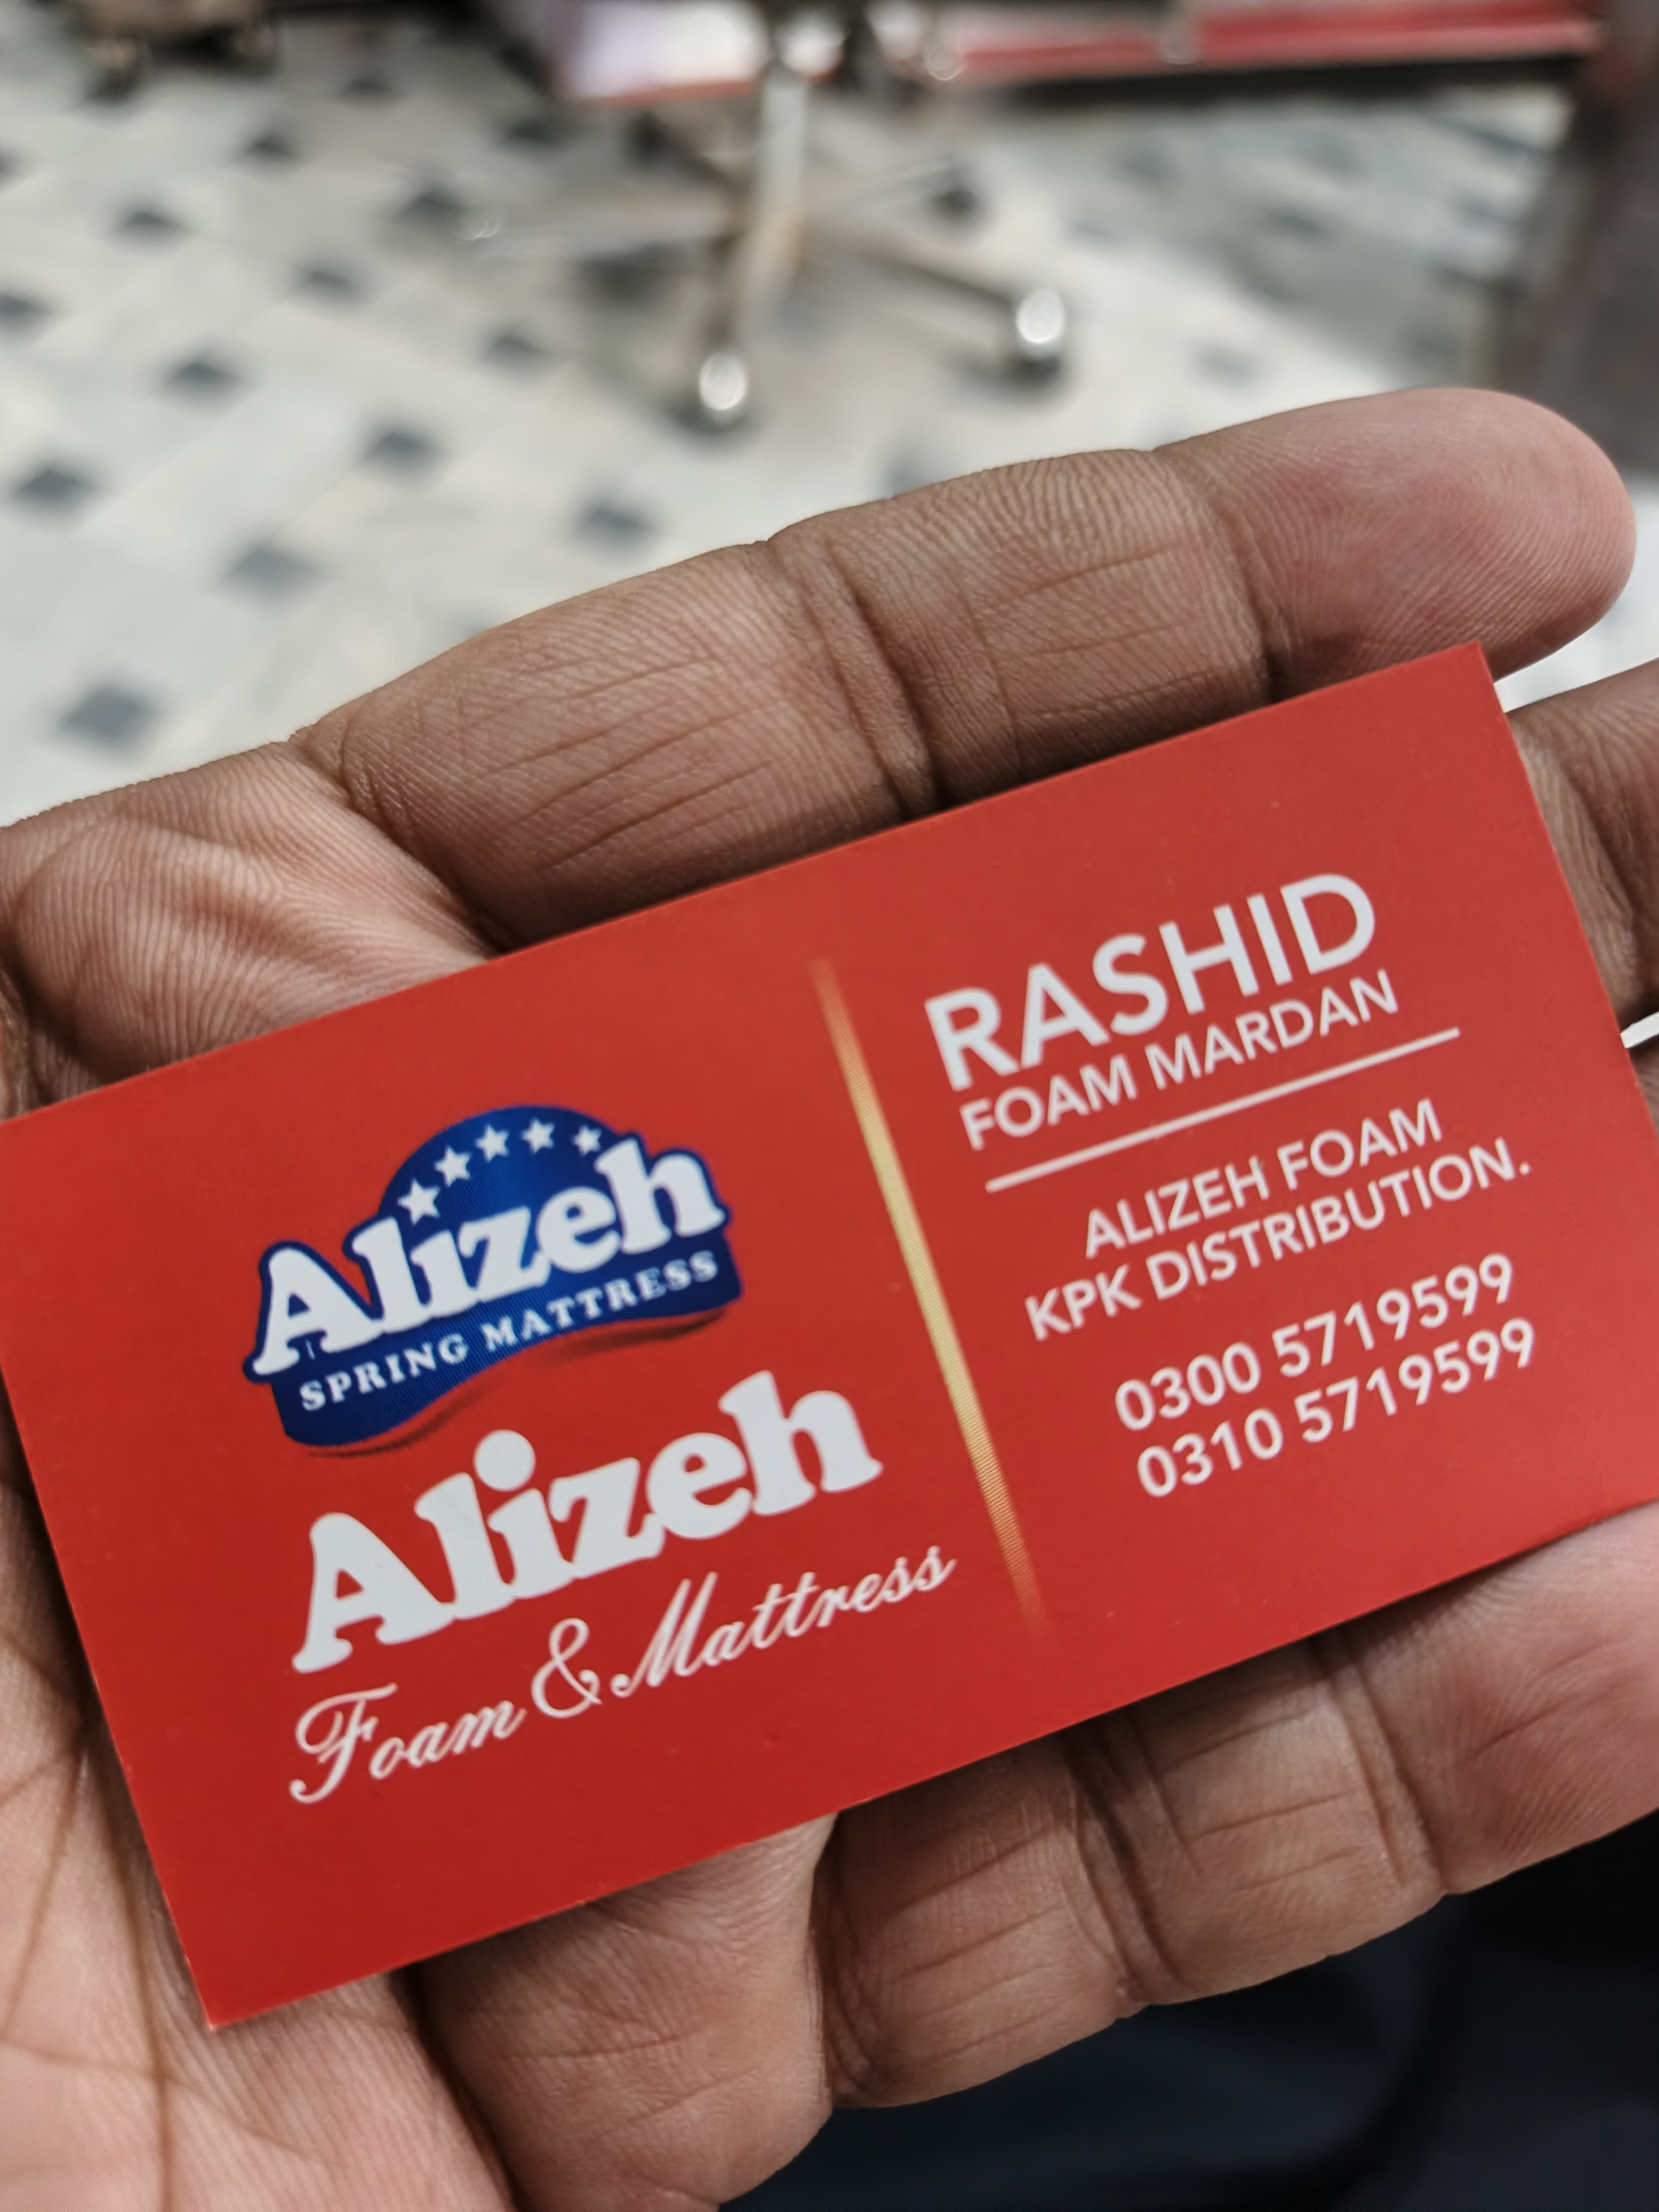 Alizeh
SPRING MATTRESS
Alizeh
Foam & Mattress
RASHID
FOAM MARDAN
ALIZEH FOAM
KPK DISTRIBUTION.
0300 5719599
0310 5719599